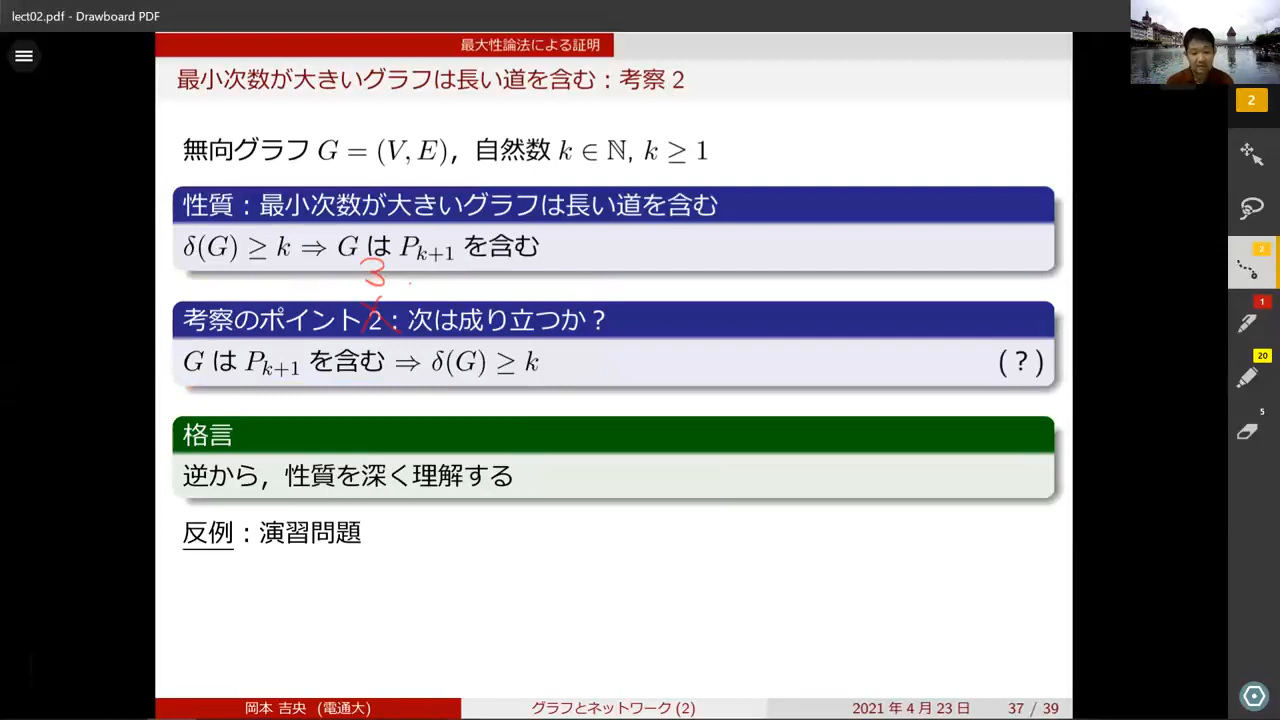 lect02.pdf - Drawboard PDF
最大性論法による証明
最小次数が大きいグラフは長い道を含む:考察 2
2
無向グラフ G = (V, E),自然数 k ∈ ℕ, k ≥ 1
性質:最小次数が大きいグラフは長い道を含む
δ(G) ≥ k ⇒ G は P_{k+1} を含む
3
考察のポイント 2:次は成り立つか?
G は P_{k+1} を含む ⇒ δ(G) ≥ k (?)
格言
逆から,性質を深く理解する
反例:演習問題
2
1
20
5
岡本 吉央 (電通大) グラフとネットワーク (2) 2021 年 4 月 23 日 37 / 39